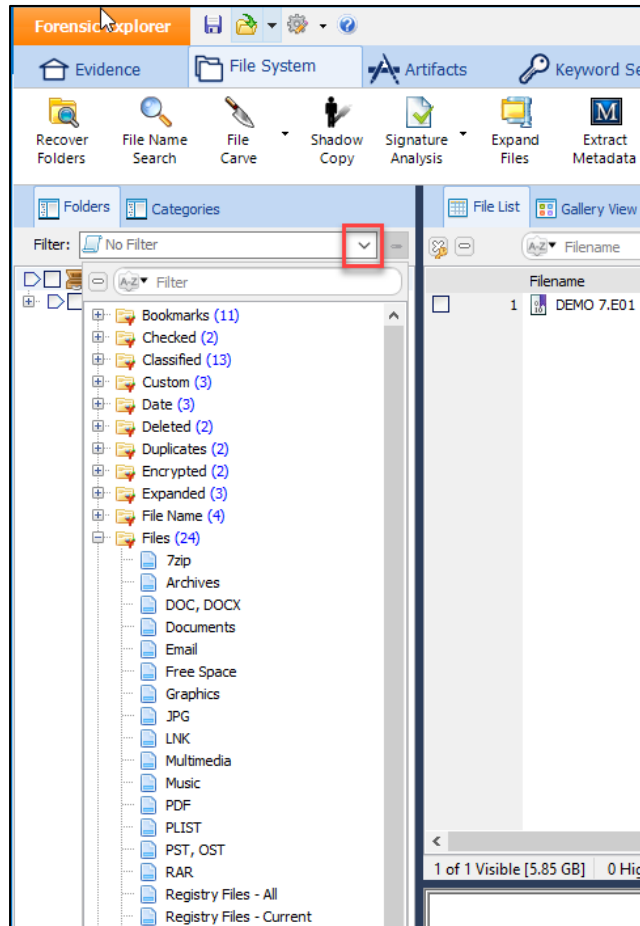 Forensic Explorer
Evidence
File System
Artifacts
Keyword Se
Recover Folders
File Name Search
File Carve
Shadow Copy
Signature Analysis
Expand Files
Extract Metadata
M
Folders
Categories
File List
Gallery View
Filter:
No Filter
A-Z
Filename
A-Z
Filter
Filename
1
DEMO 7.E01
Bookmarks (11)
Checked (2)
Classified (13)
Custom (3)
Date (3)
Deleted (2)
Duplicates (2)
Encrypted (2)
Expanded (3)
File Name (4)
Files (24)
7zip
Archives
DOC, DOCX
Documents
Email
Free Space
Graphics
JPG
LNK
Multimedia
Music
PDF
PLIST
PST, OST
RAR
Registry Files - All
Registry Files - Current
1 of 1 Visible [5.85 GB]
0 Hig